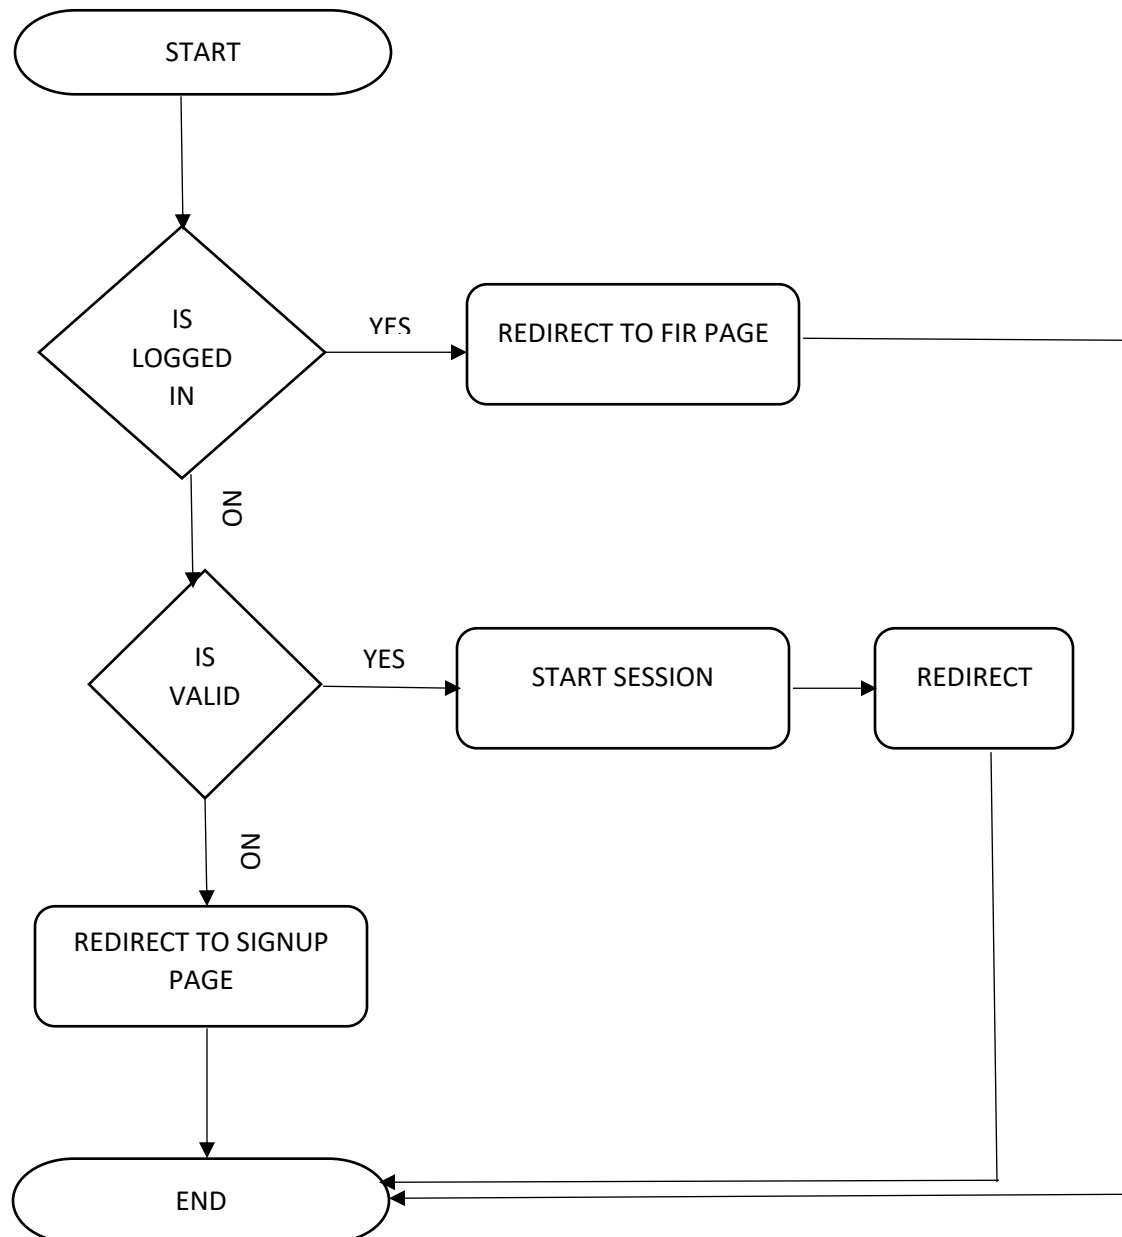 START
IS
LOGGED
IN
YES
REDIRECT TO FIR PAGE
NO
IS
VALID
YES
START SESSION
REDIRECT
NO
REDIRECT TO SIGNUP
PAGE
END